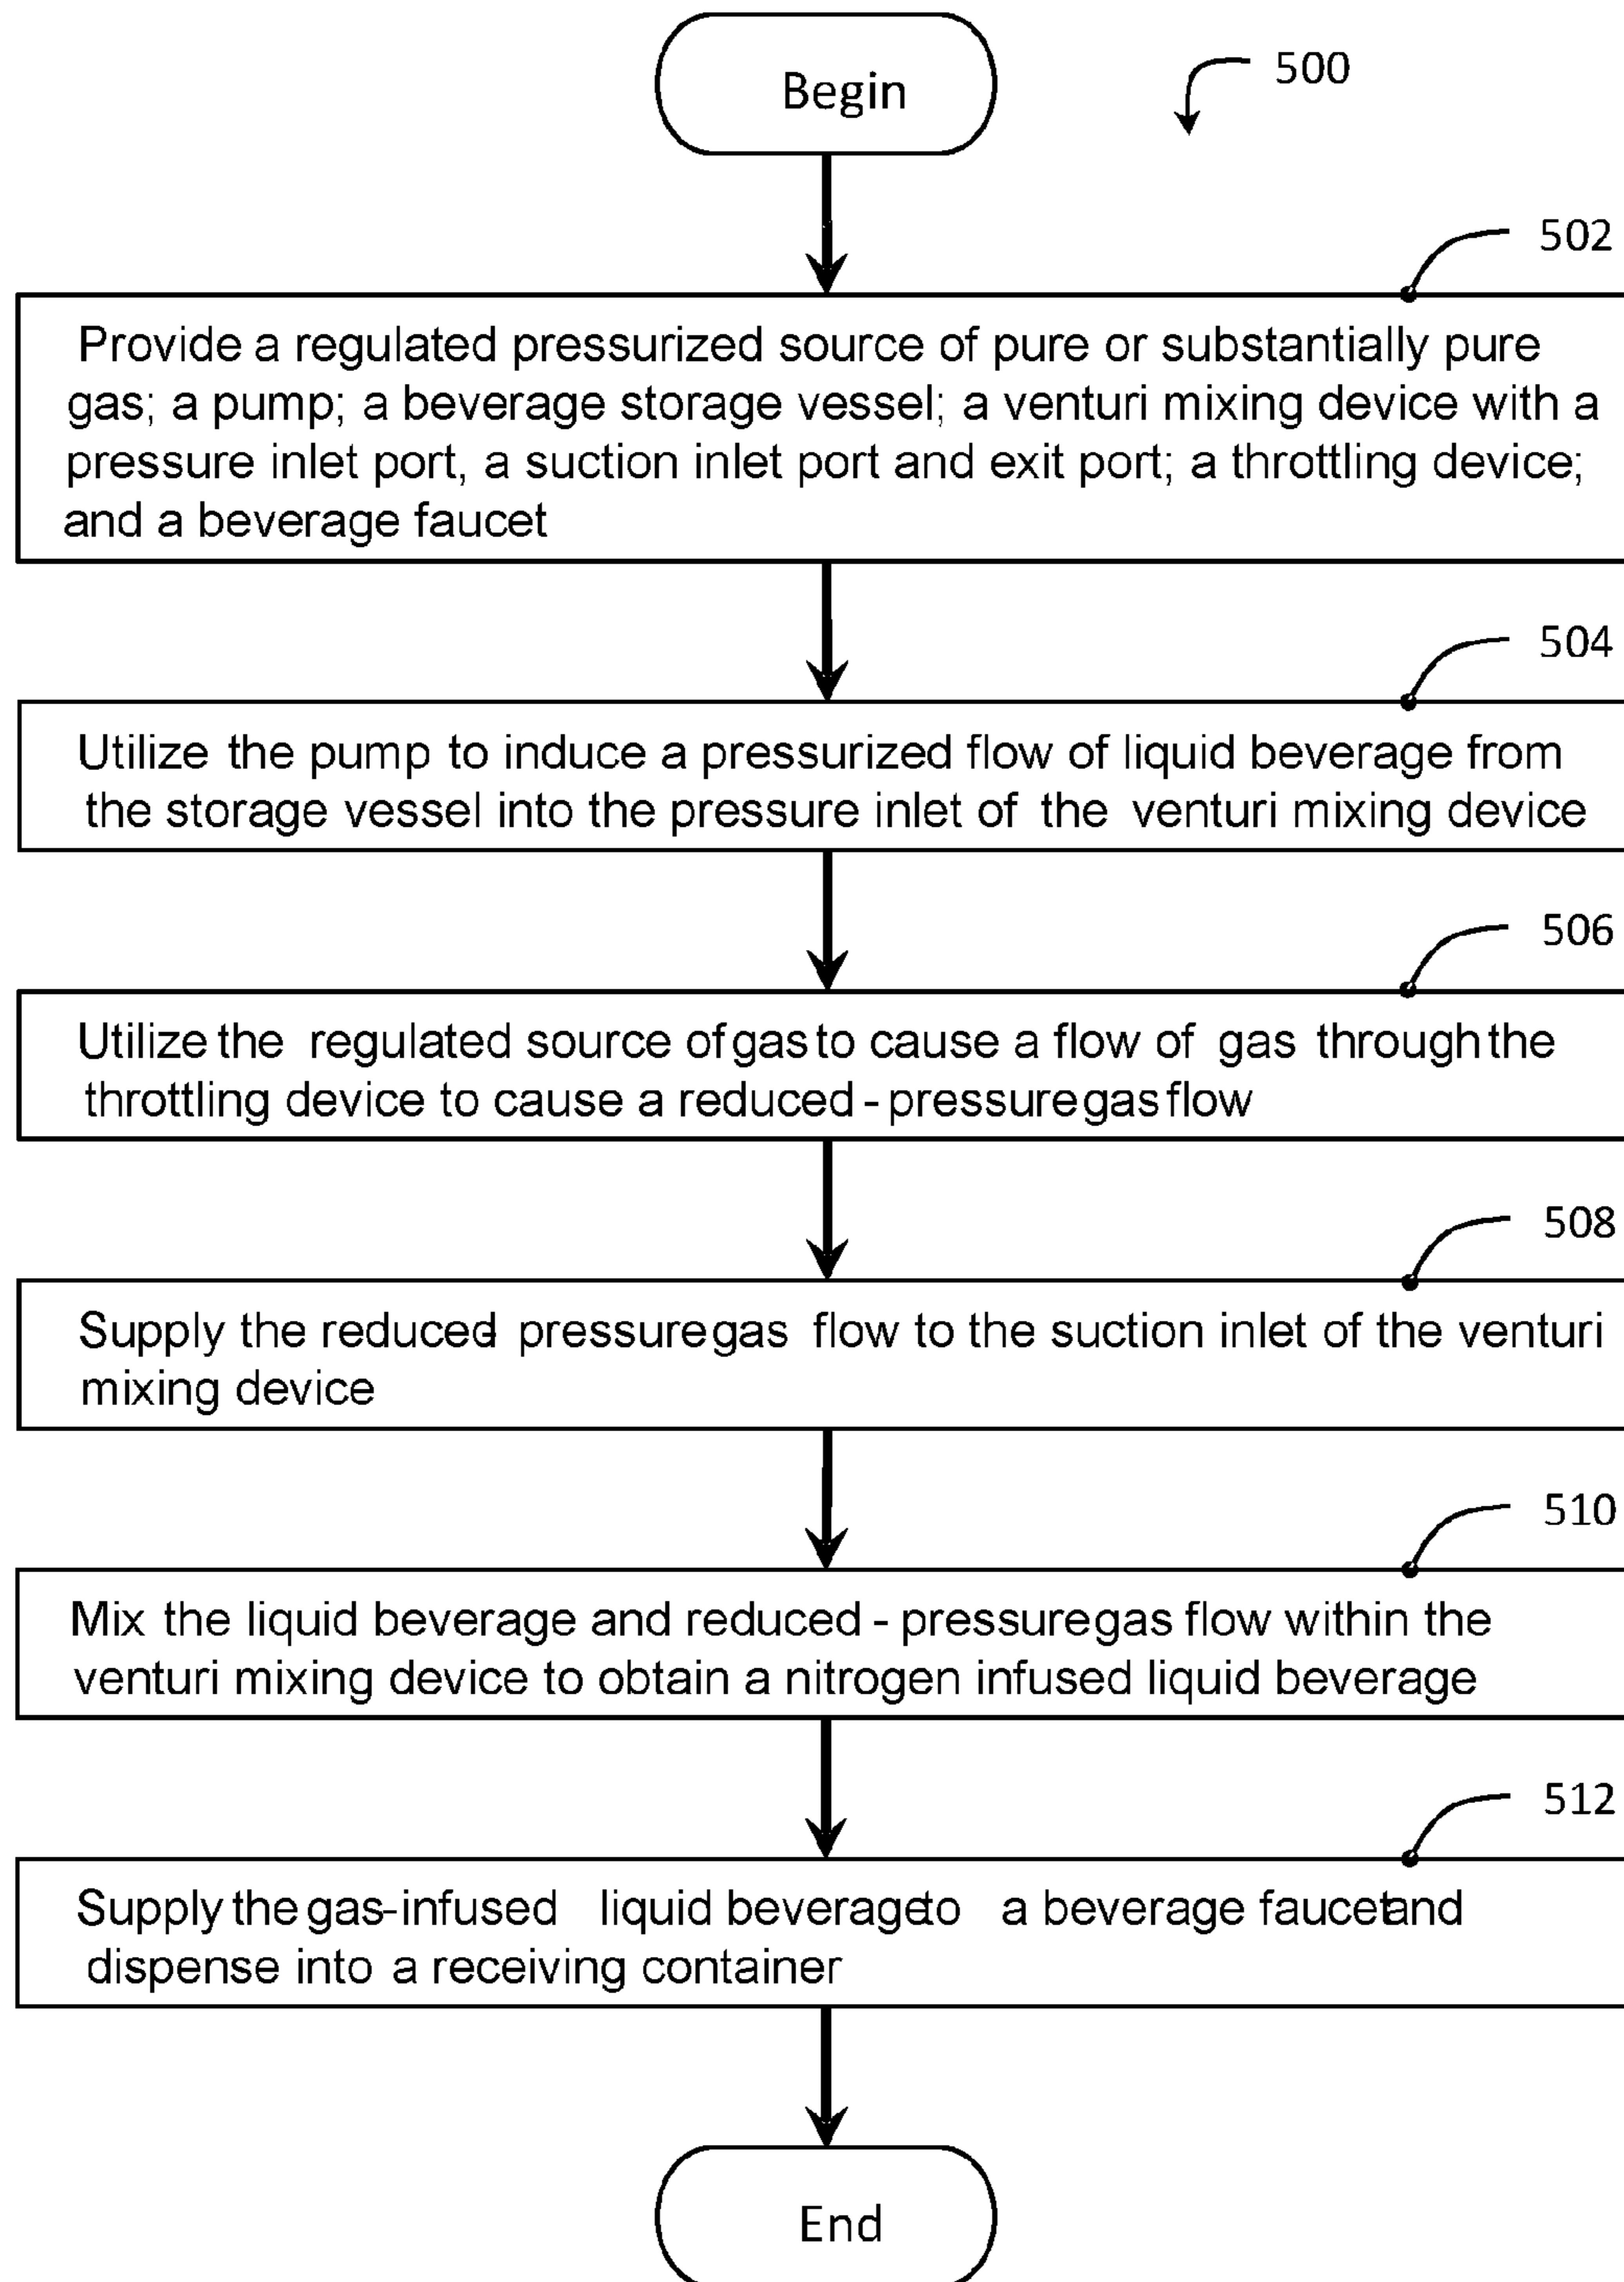 Begin
500
502
Provide a regulated pressurized source of pure or substantially pure
gas; a pump; a beverage storage vessel; a venturi mixing device with a
pressure inlet port, a suction inlet port and exit port; a throttling device;
and a beverage faucet
504
Utilize the pump to induce a pressurized flow of liquid beverage from
the storage vessel into the pressure inlet of the venturi mixing device
506
Utilize the regulated source of gas to cause a flow of gas through the
throttling device to cause a reduced - pressure gas flow
508
Supply the reduced- pressure gas flow to the suction inlet of the venturi
mixing device
510
Mix the liquid beverage and reduced - pressure gas flow within the
venturi mixing device to obtain a nitrogen infused liquid beverage
512
Supply the gas-infused liquid beverage to a beverage faucet and
dispense into a receiving container
End